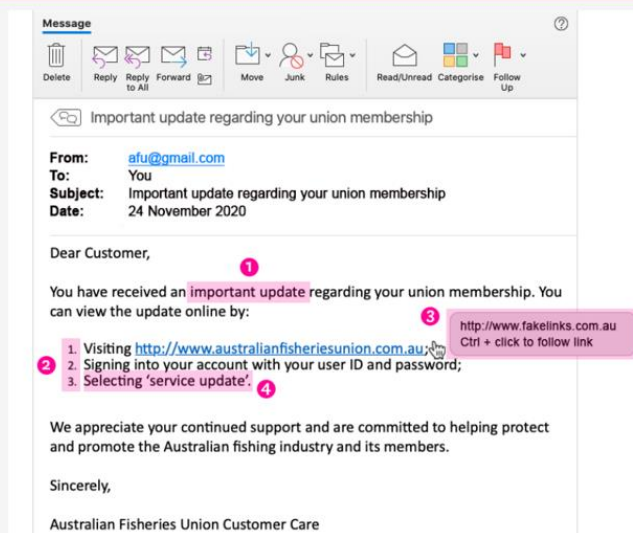 Message
Delete Reply Reply to All Forward Move Junk Rules Read/Unread Categorise Follow Up
Important update regarding your union membership
From: afu@gmail.com
To: You
Subject: Important update regarding your union membership
Date: 24 November 2020
Dear Customer,
1
You have received an important update regarding your union membership. You
can view the update online by:
3
http://www.fakelinks.com.au
Ctrl + click to follow link
1. Visiting http://www.australianfisheriesunion.com.au;
2
2. Signing into your account with your user ID and password;
3. Selecting ‘service update’.
4
We appreciate your continued support and are committed to helping protect
and promote the Australian fishing industry and its members.
Sincerely,
Australian Fisheries Union Customer Care